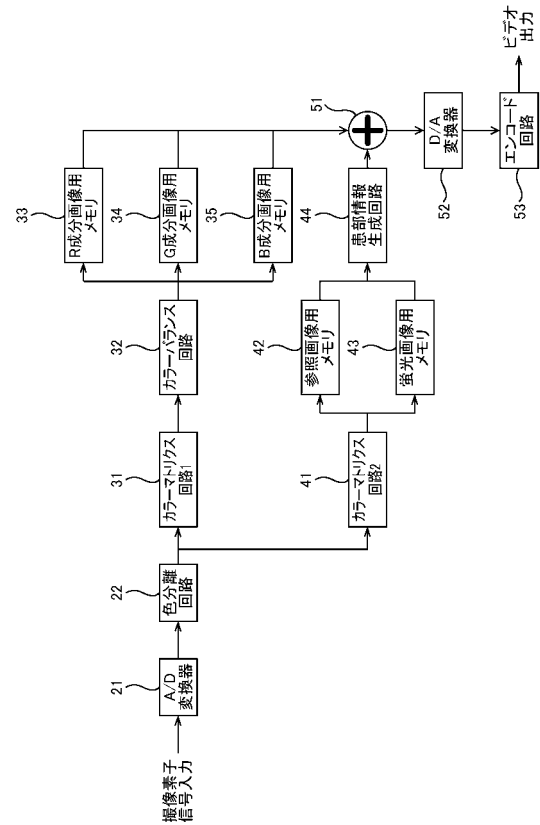 撮像素子
信号入力
21
A/D
変換器
22
色分離
回路
31
カラーマトリクス
回路1
32
カラーバランス
回路
33
R成分画像用
メモリ
34
G成分画像用
メモリ
35
B成分画像用
メモリ
41
カラーマトリクス
回路2
42
参照画像用
メモリ
43
蛍光画像用
メモリ
44
患部情報
生成回路
51
52
D/A
変換器
53
エンコード
回路
ビデオ
出力